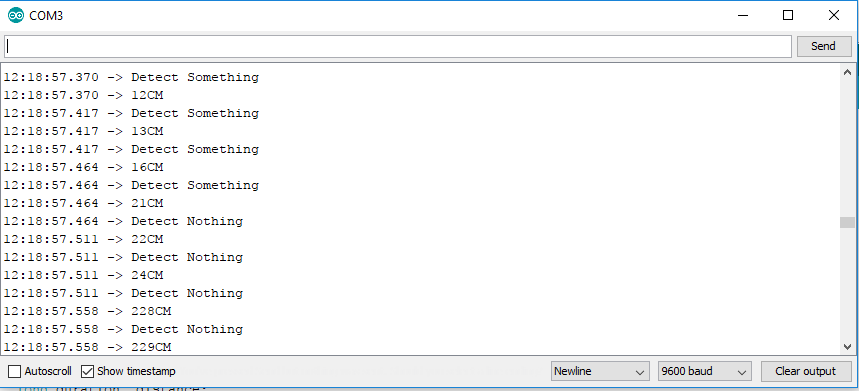 COM3
Send
12:18:57.370 -> Detect Something
12:18:57.370 -> 12CM
12:18:57.417 -> Detect Something
12:18:57.417 -> 13CM
12:18:57.417 -> Detect Something
12:18:57.464 -> 16CM
12:18:57.464 -> Detect Something
12:18:57.464 -> 21CM
12:18:57.464 -> Detect Nothing
12:18:57.511 -> 22CM
12:18:57.511 -> Detect Nothing
12:18:57.511 -> 24CM
12:18:57.511 -> Detect Nothing
12:18:57.558 -> 228CM
12:18:57.558 -> Detect Nothing
12:18:57.558 -> 229CM
Autoscroll Show timestamp Newline 9600 baud Clear output
long duration, distance;